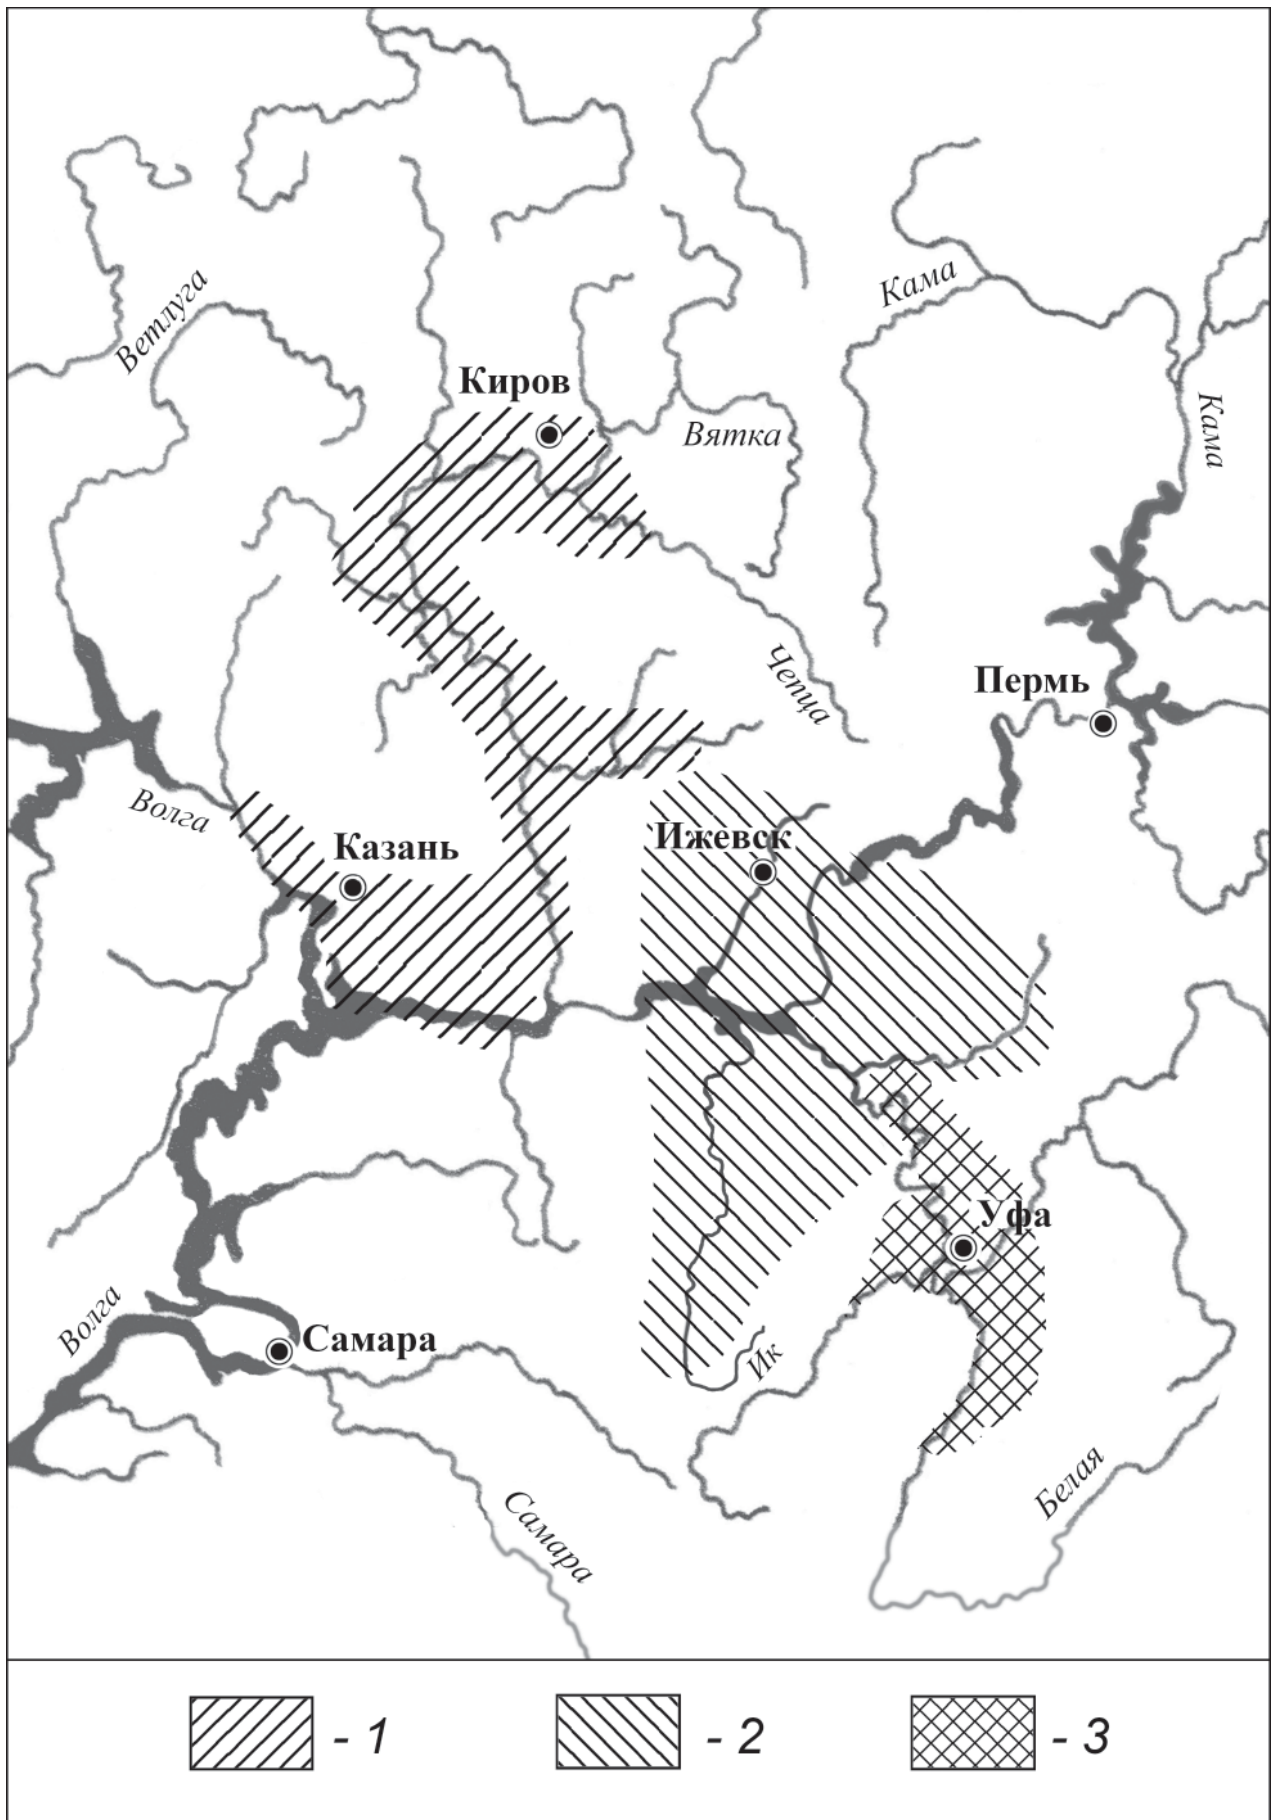 Ветлуга
Кама
Киров
Вятка
Кама
Чепца
Пермь
Волга
Казань
Ижевск
Уфа
Волга
Самара
Ик
Белая
Самара
- 1
- 2
- 3